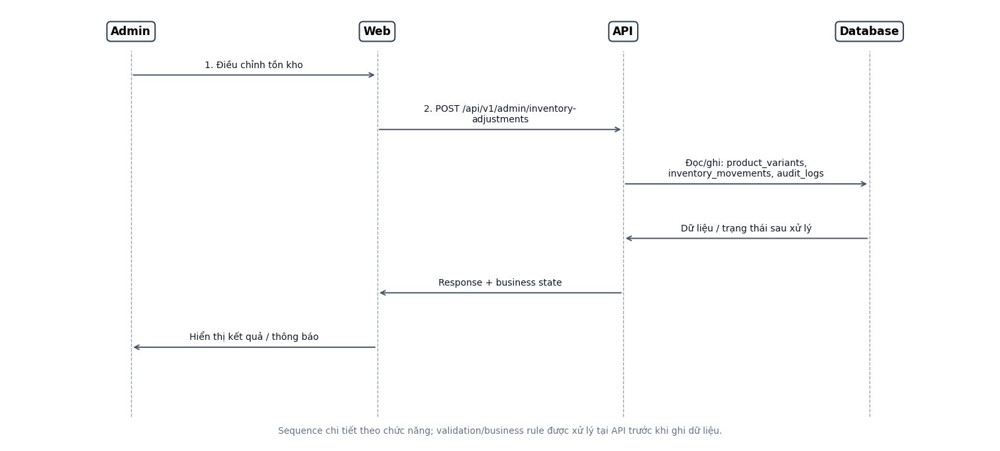 Admin
Web
API
Database
1. Điều chỉnh tồn kho
2. POST /api/v1/admin/inventory-
adjustments
Đọc/ghi: product_variants,
inventory_movements, audit_logs
Dữ liệu / trạng thái sau xử lý
Response + business state
Hiển thị kết quả / thông báo
Sequence chi tiết theo chức năng; validation/business rule được xử lý tại API trước khi ghi dữ liệu.